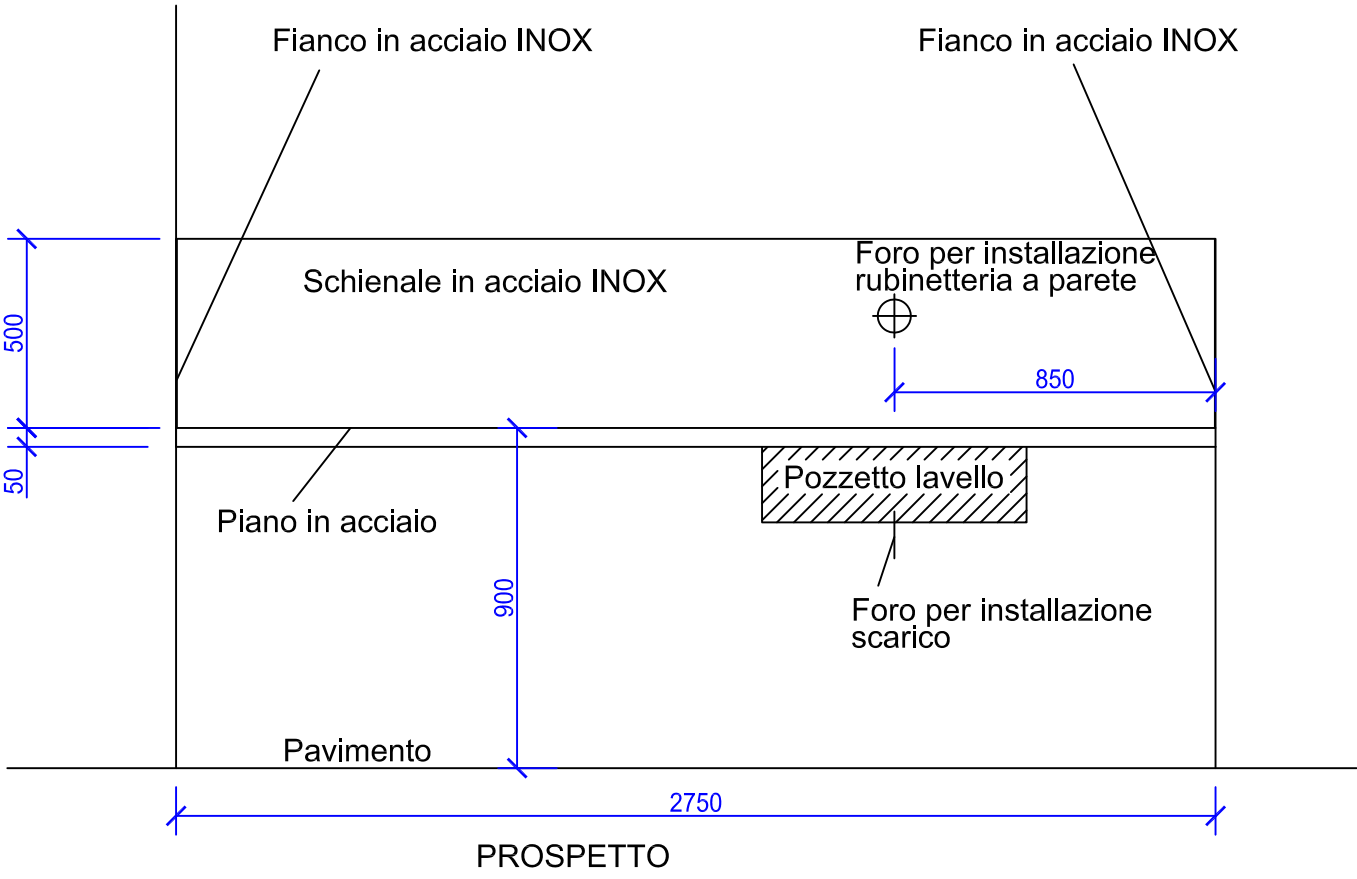 Fianco in acciaio INOX
Fianco in acciaio INOX
Foro per installazione
rubinetteria a parete
Schienale in acciaio INOX
500
850
Pozzetto lavello
50
Piano in acciaio
900
Foro per installazione
scarico
Pavimento
2750
PROSPETTO